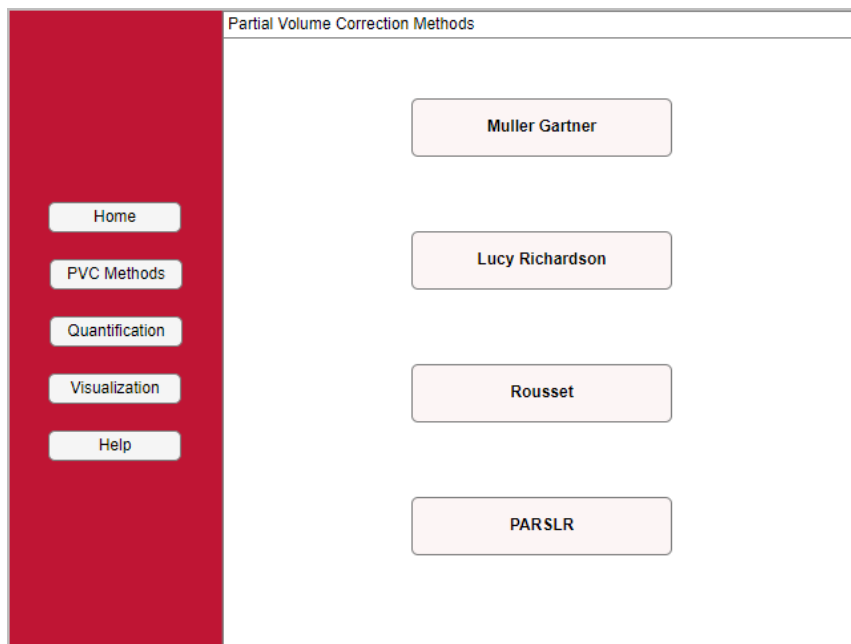 Partial Volume Correction Methods
Home
PVC Methods
Quantification
Visualization
Help
Muller Gartner
Lucy Richardson
Rousset
PARSLR